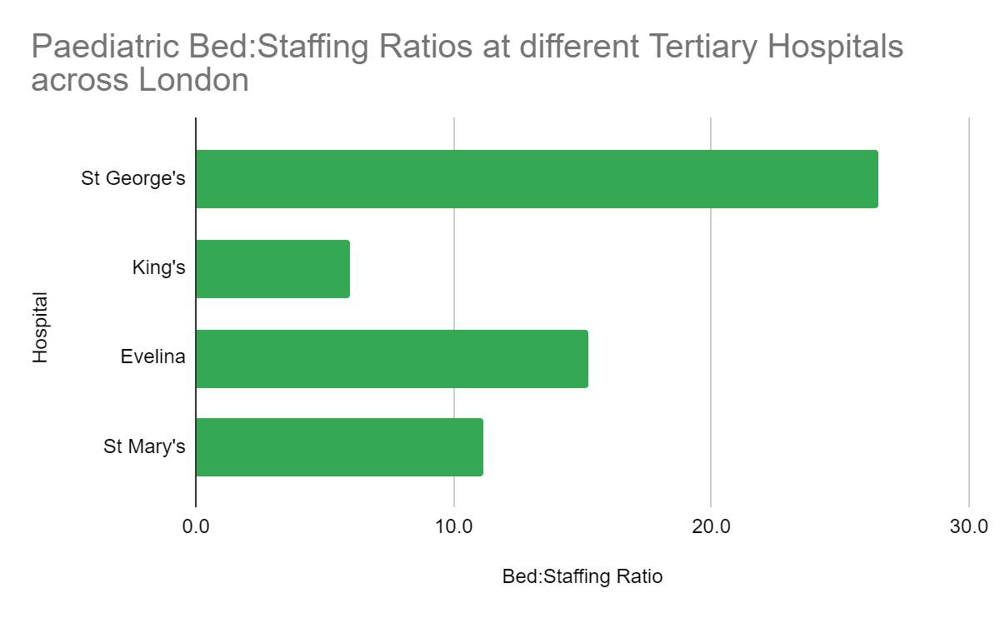 Paediatric Bed:Staffing Ratios at different Tertiary Hospitals
across London
Hospital
St George's
King's
Evelina
St Mary's
0.0 10.0 20.0 30.0
Bed:Staffing Ratio